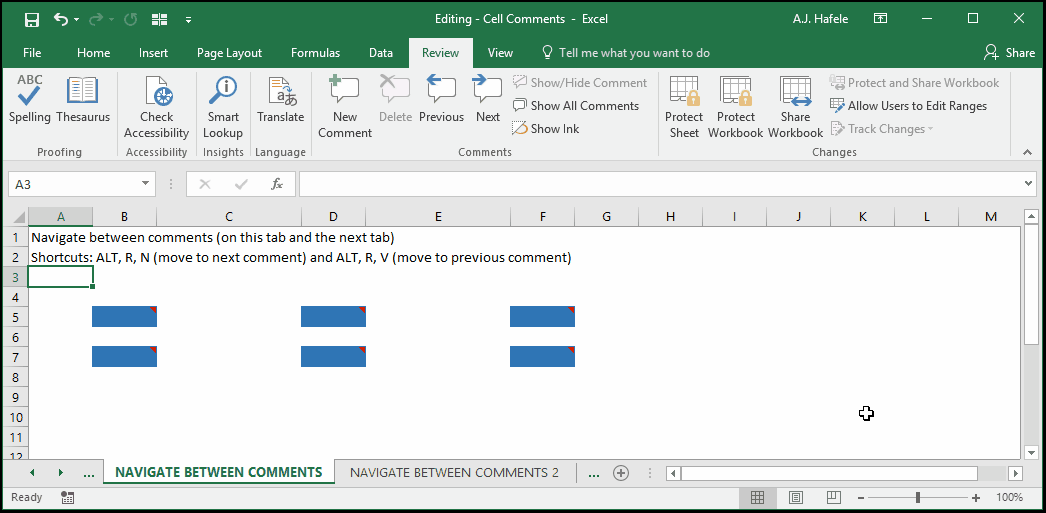 Editing - Cell Comments - Excel
A.J. Hafele
File Home Insert Page Layout Formulas Data Review View Tell me what you want to do Share
ABC
Spelling
Thesaurus
Proofing
Check
Accessibility
Accessibility
Smart
Lookup
Insights
Translate
Language
New
Comment
Delete
Previous
Next
Show/Hide Comment
Show All Comments
Show Ink
Comments
Protect
Sheet
Protect
Workbook
Share
Workbook
Protect and Share Workbook
Allow Users to Edit Ranges
Track Changes
Changes
A3
fx
A B C D E F G H I J K L M
1 Navigate between comments (on this tab and the next tab)
2 Shortcuts: ALT, R, N (move to next comment) and ALT, R, V (move to previous comment)
3
4
5
6
7
8
9
10
11
12
... NAVIGATE BETWEEN COMMENTS NAVIGATE BETWEEN COMMENTS 2 ...
Ready
100%